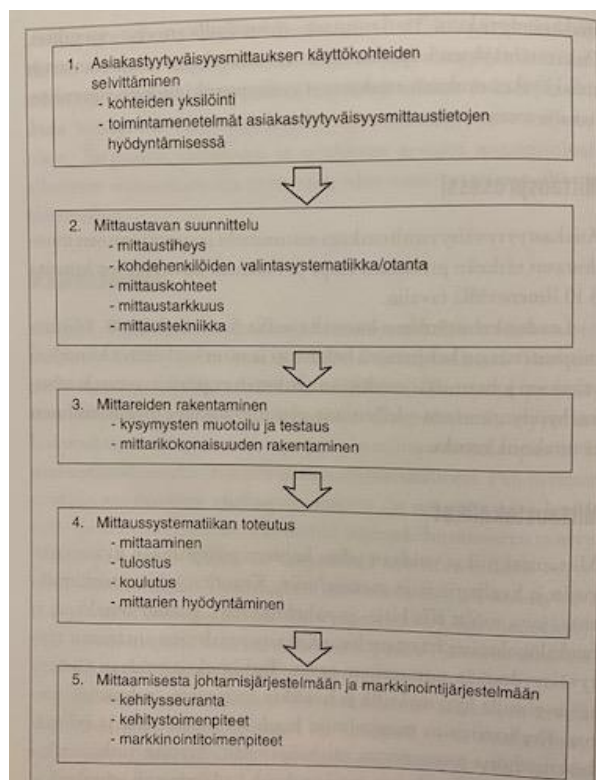 1. Asiakastyytyväisyysmittauksen käyttökohteiden
selvittäminen
- kohteiden yksilöinti
- toimintamenetelmät asiakastyytyväisyysmittaustietojen
hyödyntämisessä
2. Mittaustavan suunnittelu
- mittaustiheys
- kohdehenkilöiden valintasystematiikka/otanta
- mittauskohteet
- mittaustarkkuus
- mittaustekniikka
3. Mittareiden rakentaminen
- kysymysten muotoilu ja testaus
- mittarikokonaisuuden rakentaminen
4. Mittaussystematiikan toteutus
- mittaaminen
- tulostus
- koulutus
- mittarien hyödyntäminen
5. Mittaamisesta johtamisjärjestelmään ja markkinointijärjestelmään
- kehitysseuranta
- kehitystoimenpiteet
- markkinointitoimenpiteet